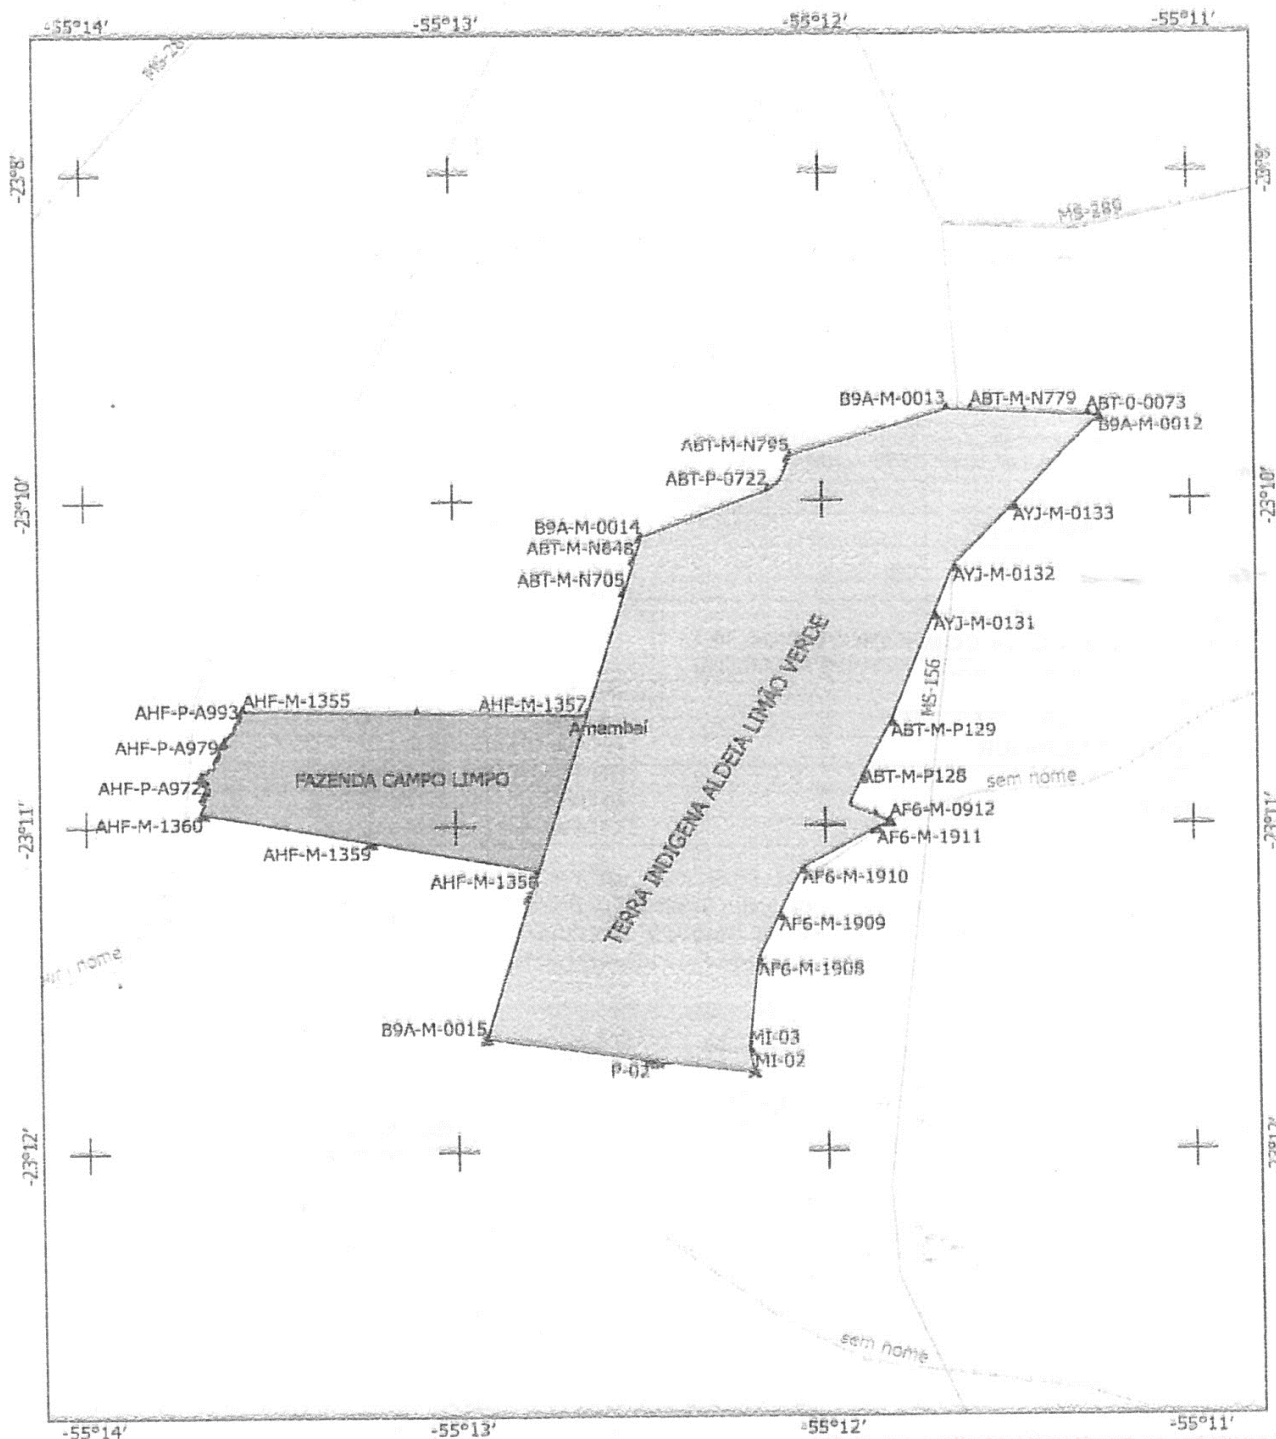 -55°14'
-55°13'
-55°12'
-55°11'
-23°8'
MS-289
B9A-M-0013
ABT-M-N779
ABT-0-0073
B9A-M-0012
ABT-M-N795
ABT-P-0722
-23°10'
-23°10'
AYJ-M-0133
B9A-M-0014
ABT-M-N848
ABT-M-N705
AYJ-M-0132
AYJ-M-0131
MS-156
AHF-P-A993
AHF-M-1355
AHF-M-1357
Amambaí
ABT-M-P129
AHF-P-A979
FAZENDA CAMPO LIMPO
TERRA INDIGENA ALDEIA LIMÃO VERDE
ABT-M-P128
sem nome
AHF-P-A972
AF6-M-0912
-23°11'
-23°11'
AHF-M-1360
AF6-M-1911
AHF-M-1359
AHF-M-1358
AF6-M-1910
AF6-M-1909
nome
AF6-M-1908
B9A-M-0015
MI-03
MI-02
P-02
-23°12'
-23°12'
sem nome
-55°14'
-55°13'
-55°12'
-55°11'